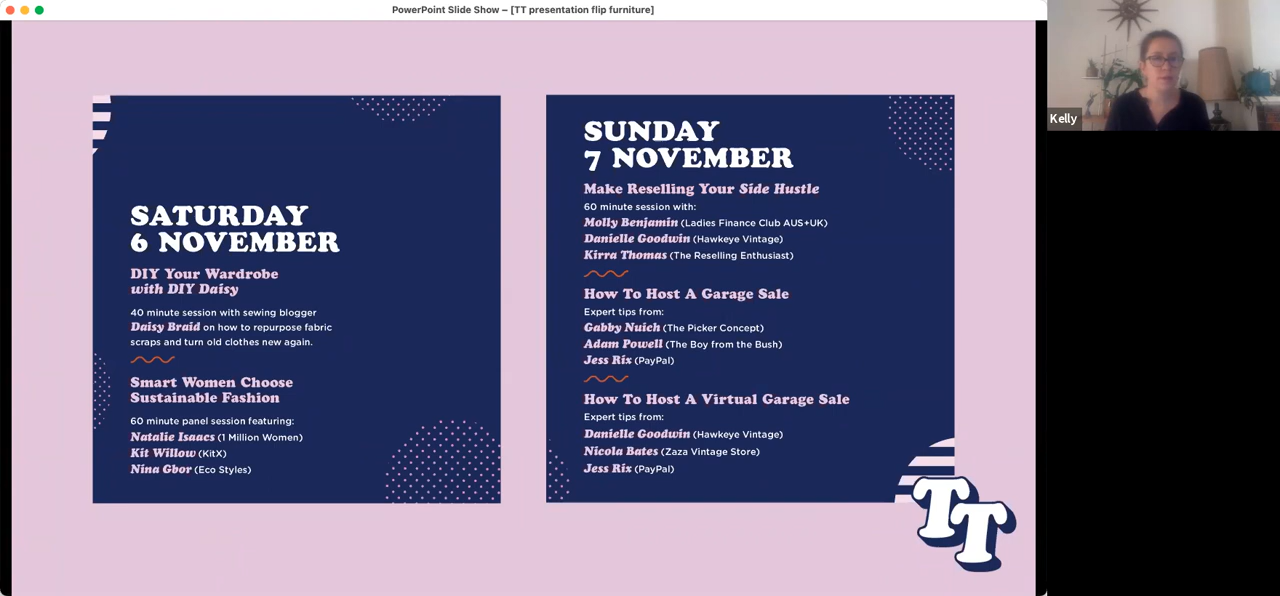 PowerPoint Slide Show – [TT presentation flip furniture]
Kelly
SATURDAY
6 NOVEMBER
DIY Your Wardrobe
with DIY Daisy
40 minute session with sewing blogger
Daisy Braid on how to repurpose fabric
scraps and turn old clothes new again.
Smart Women Choose
Sustainable Fashion
60 minute panel session featuring:
Natalie Isaacs (1 Million Women)
Kit Willow (KitX)
Nina Gbor (Eco Styles)
SUNDAY
7 NOVEMBER
Make Reselling Your Side Hustle
60 minute session with:
Molly Benjamin (Ladies Finance Club AUS+UK)
Danielle Goodwin (Hawkeye Vintage)
Kirra Thomas (The Reselling Enthusiast)
How To Host A Garage Sale
Expert tips from:
Gabby Nuich (The Picker Concept)
Adam Powell (The Boy from the Bush)
Jess Rix (PayPal)
How To Host A Virtual Garage Sale
Expert tips from:
Danielle Goodwin (Hawkeye Vintage)
Nicola Bates (Zaza Vintage Store)
Jess Rix (PayPal)
TT